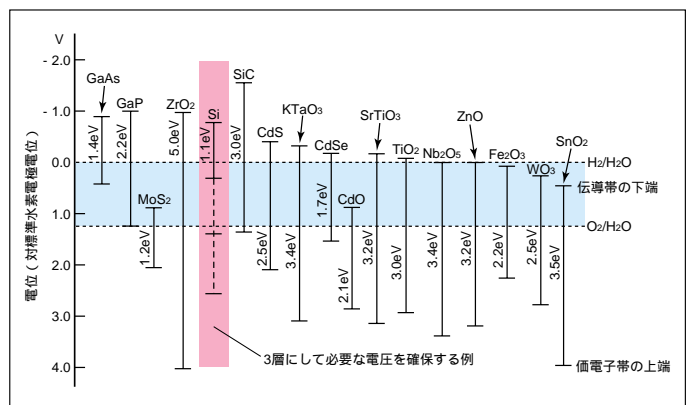 V
電位(対標準水素電極電位)
- 2.0
- 1.0
0.0
1.0
2.0
3.0
4.0
GaAs
1.4eV
GaP
2.2eV
MoS2
1.2eV
ZrO2
5.0eV
Si
1.1eV
SiC
3.0eV
CdS
2.5eV
KTaO3
3.4eV
CdSe
1.7eV
CdO
2.1eV
SrTiO3
3.2eV
TiO2
3.0eV
Nb2O5
3.4eV
ZnO
3.2eV
Fe2O3
2.2eV
WO3
2.5eV
SnO2
3.5eV
H2/H2O
伝導帯の下端
O2/H2O
3層にして必要な電圧を確保する例
価電子帯の上端